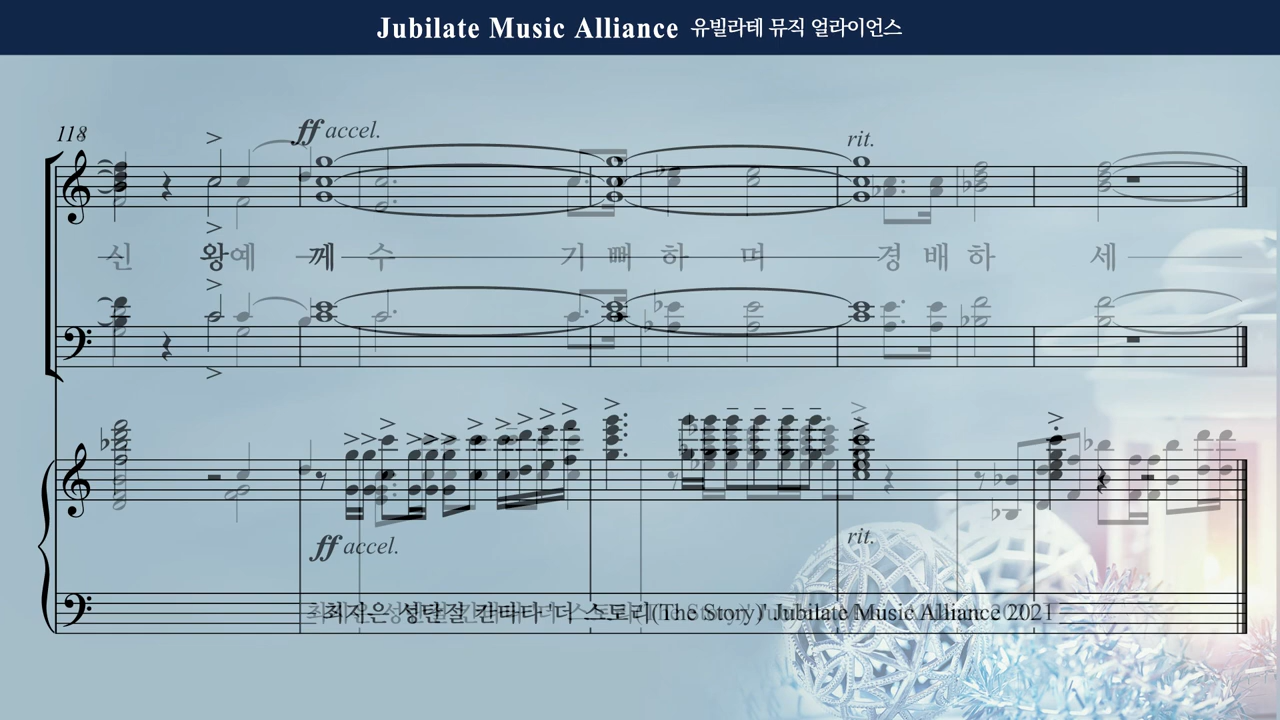 Jubilate Music Alliance 유빌라테 뮤직 얼라이언스
ff accel.
rit.
신 왕예 께 수 기 뻐 하 며 경 배 하 세
ff accel.
rit.
최지은 성탄절 칸타타 '더 스토리(The Story)' Jubilate Music Alliance 2021